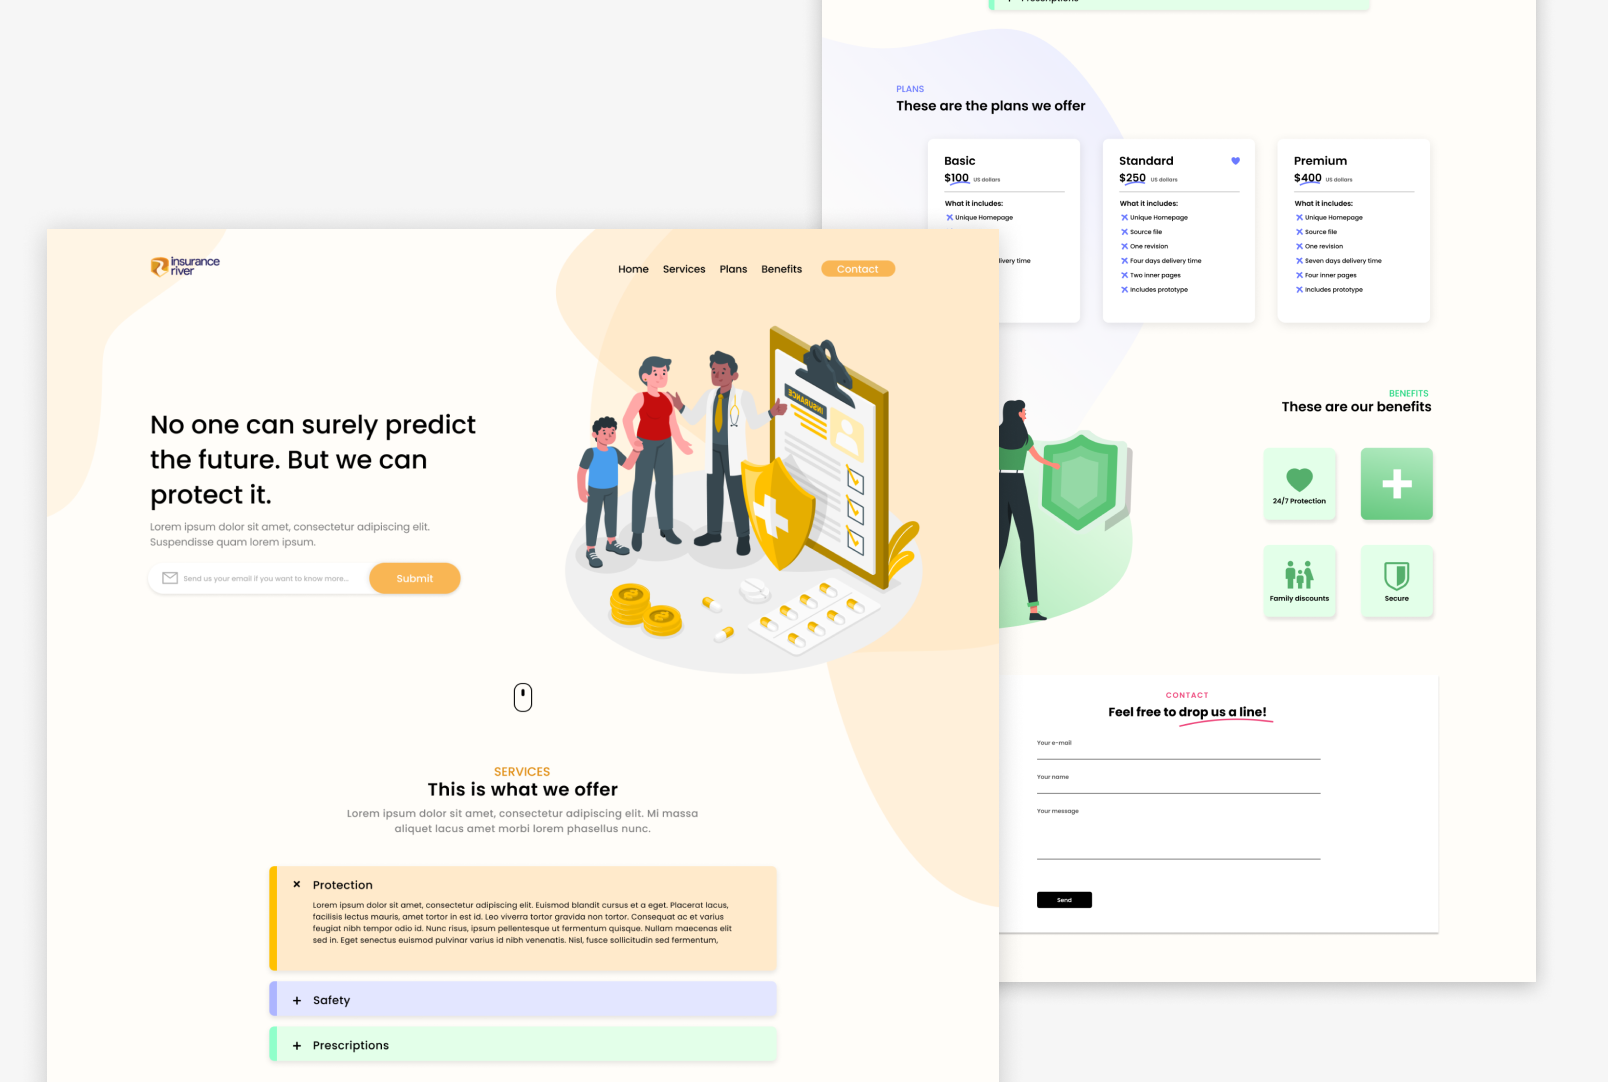 insurance
river
Home Services Plans Benefits Contact
No one can surely predict
the future. But we can
protect it.
Lorem ipsum dolor sit amet, consectetur adipiscing elit.
Suspendisse quam lorem ipsum.
Send us your email if you want to know more...
Submit
INSURANCE
SERVICES
This is what we offer
Lorem ipsum dolor sit amet, consectetur adipiscing elit. Mi massa
aliquet lacus amet morbi lorem phasellus nunc.
Protection
Lorem ipsum dolor sit amet, consectetur adipiscing elit. Euismod blandit cursus et a eget. Placerat lacus,
facilisis lectus mauris, amet tortor in est id. Leo viverra tortor gravida non tortor. Consequat ac et varius
feugiat nibh tempor odio id. Nunc risus, ipsum pellentesque ut fermentum quisque. Nullam maecenas elit
sed in. Eget senectus euismod pulvinar varius id nibh venenatis. Nisl, fusce sollicitudin sed fermentum,
+ Safety
+ Prescriptions
Prescriptions
PLANS
These are the plans we offer
Basic
$100 US dollars
What it includes:
Unique Homepage
livery time
Standard
$250 US dollars
What it includes:
Unique Homepage
Source file
One revision
Four days delivery time
Two inner pages
Includes prototype
Premium
$400 US dollars
What it includes:
Unique Homepage
Source file
One revision
Seven days delivery time
Four inner pages
Includes prototype
BENEFITS
These are our benefits
24/7 Protection
Family discounts
Secure
CONTACT
Feel free to drop us a line!
Your e-mail
Your name
Your message
Send